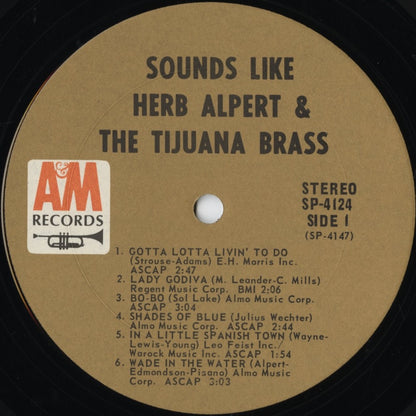 SOUNDS LIKE
HERB ALPERT &
THE TIJUANA BRASS
A&M
RECORDS
STEREO
SP-4124
SIDE 1
(SP-4147)
1. GOTTA LOTTA LIVIN' TO DO
(Strouse-Adams) E.H. Morris Inc.
ASCAP 2:47
2. LADY GODIVA (M. Leander-C. Mills)
Regent Music Corp. BMI 2:06
3. BO-BO (Sol Lake) Almo Music Corp.
ASCAP 3:04
4. SHADES OF BLUE (Julius Wechter)
Almo Music Corp. ASCAP 2:44
5. IN A LITTLE SPANISH TOWN (Wayne-
Lewis-Young) Leo Feist Inc./
Warock Music Inc. ASCAP 1:54
6. WADE IN THE WATER (Alpert-
Edmondson-Pisano) Almo Music
Corp. ASCAP 3:03